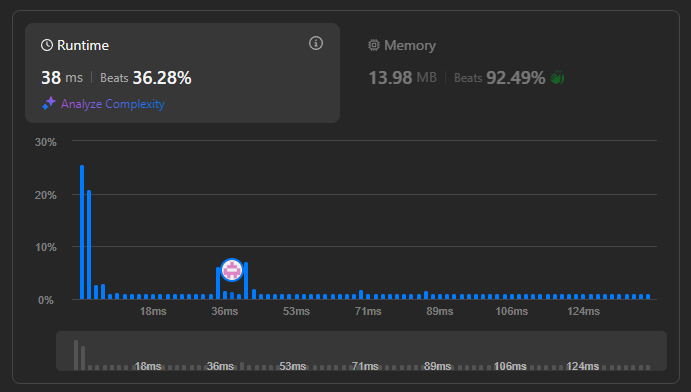 Runtime
Memory
38 ms | Beats 36.28%
13.98 MB | Beats 92.49%
Analyze Complexity
30%
20%
10%
0%
18ms 36ms 53ms 71ms 89ms 106ms 124ms
18ms 36ms 53ms 71ms 89ms 106ms 124ms